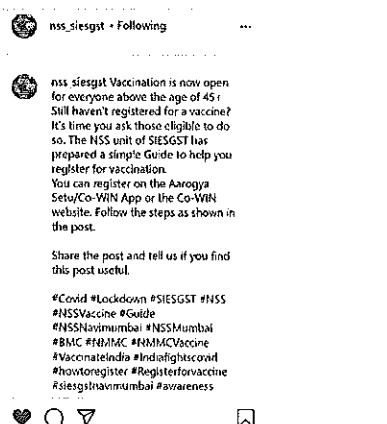 nss_siesgst • Following
nss_siesgst Vaccination is now open
for everyone above the age of 45+
Still haven't registered for a vaccine?
It's time you ask those eligible to do
so. The NSS unit of SIESGST has
prepared a simple Guide to help you
register for vaccination.
You can register on the Aarogya
Setu/Co-WIN App or the Co-WIN
website. Follow the steps as shown in
the post.
Share the post and tell us if you find
this post useful.
#Covid #Lockdown #SIESGST #NSS
#NSSVaccine #Guide
#NSSNavimumbai #NSSMumbai
#BMC #NMMC #NMMCVaccine
#VaccinateIndia #Indiafightscovid
#howtoregister #Registerforvaccine
#siesgstnavimumbai #awareness